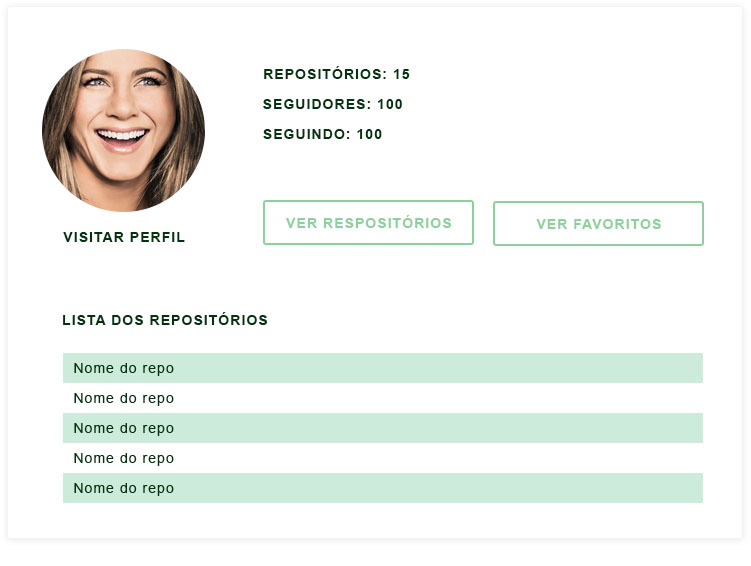 REPOSITÓRIOS: 15
SEGUIDORES: 100
SEGUINDO: 100
VER RESPOSITÓRIOS
VER FAVORITOS
VISITAR PERFIL
LISTA DOS REPOSITÓRIOS
Nome do repo
Nome do repo
Nome do repo
Nome do repo
Nome do repo